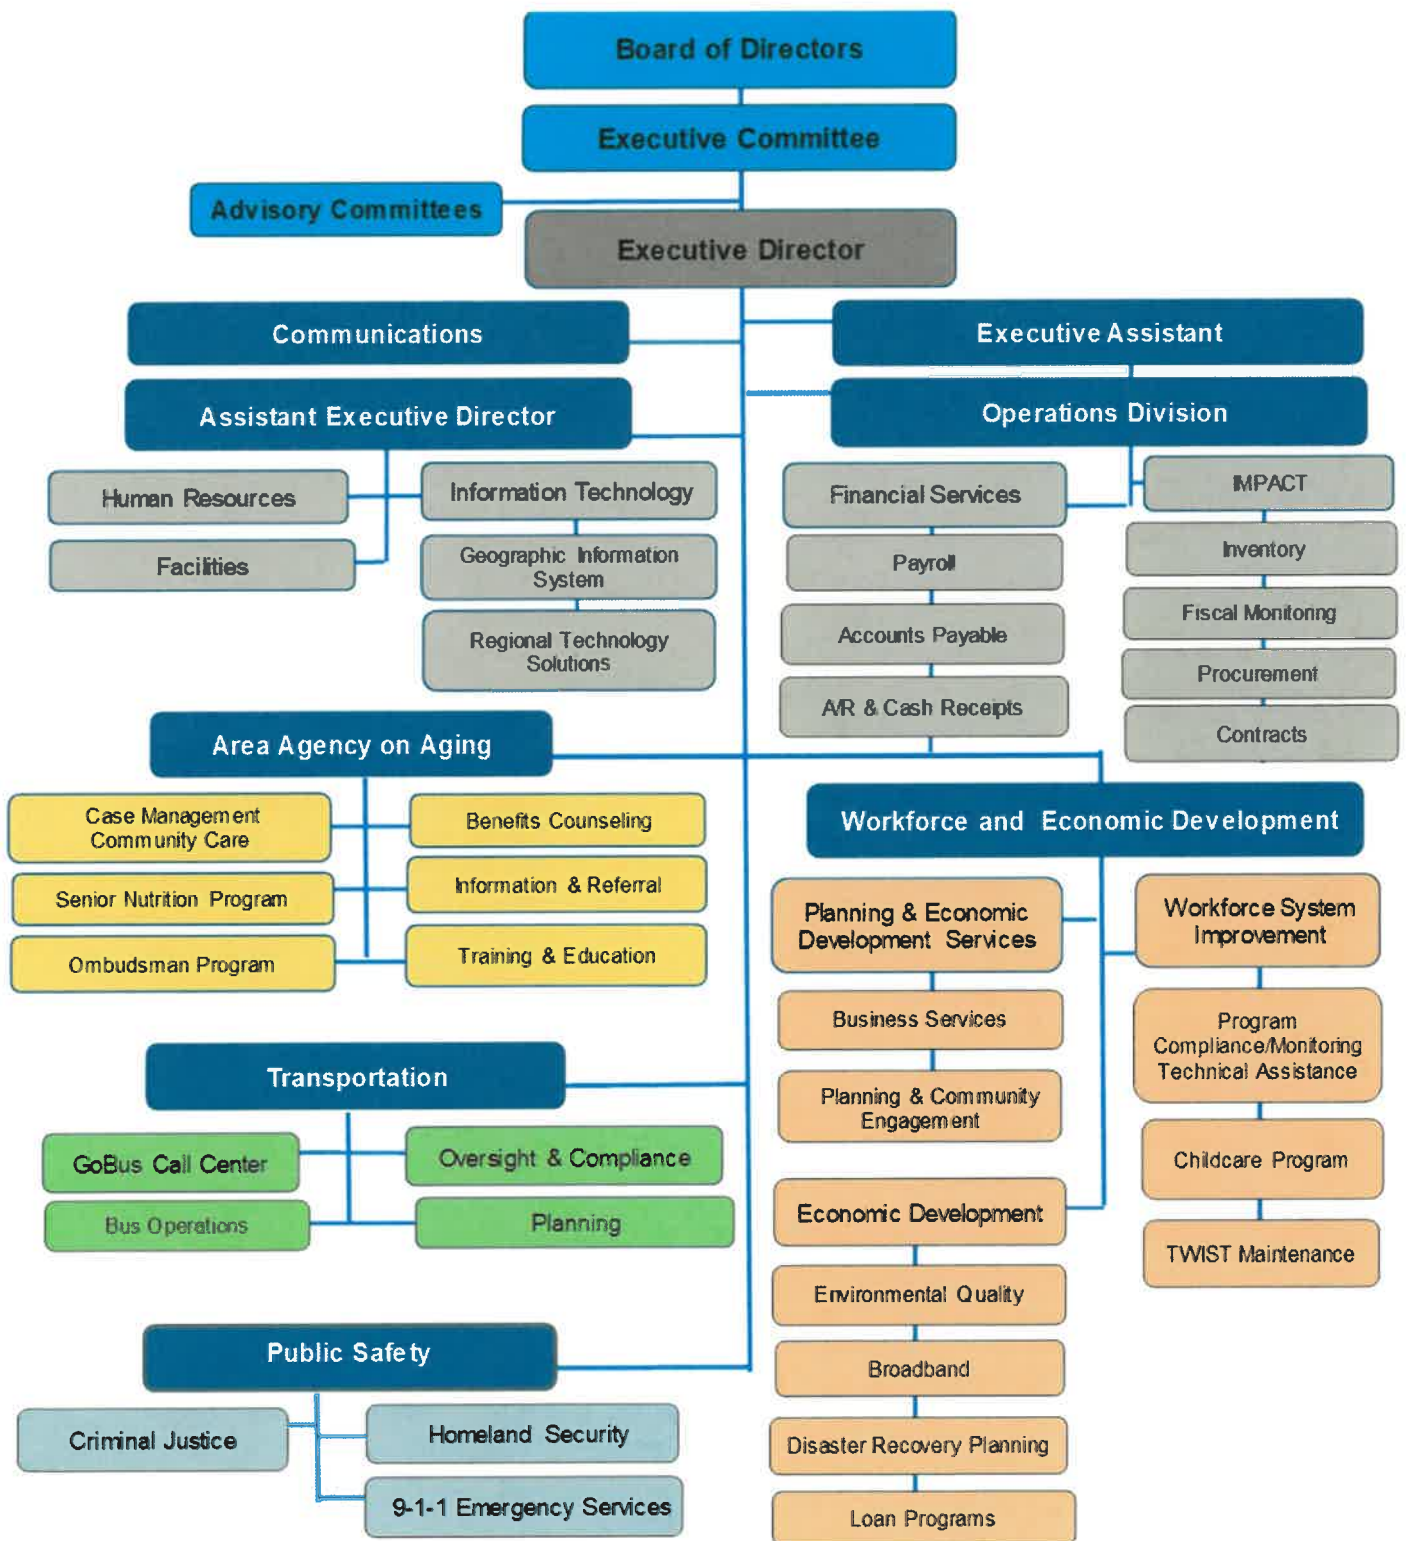 Board of Directors
Executive Committee
Advisory Committees
Executive Director
Communications
Executive Assistant
Assistant Executive Director
Operations Division
Human Resources
Information Technology
Facilities
Geographic Information
System
Regional Technology
Solutions
Financial Services
Payroll
Accounts Payable
A/R & Cash Receipts
IMPACT
Inventory
Fiscal Monitoring
Procurement
Contracts
Area Agency on Aging
Case Management
Community Care
Benefits Counseling
Senior Nutrition Program
Information & Referral
Ombudsman Program
Training & Education
Workforce and Economic Development
Planning & Economic
Development Services
Business Services
Planning & Community
Engagement
Workforce System
Improvement
Program
Compliance/Monitoring
Technical Assistance
Childcare Program
TWIST Maintenance
Economic Development
Environmental Quality
Broadband
Disaster Recovery Planning
Loan Programs
Transportation
GoBus Call Center
Oversight & Compliance
Bus Operations
Planning
Public Safety
Criminal Justice
Homeland Security
9-1-1 Emergency Services